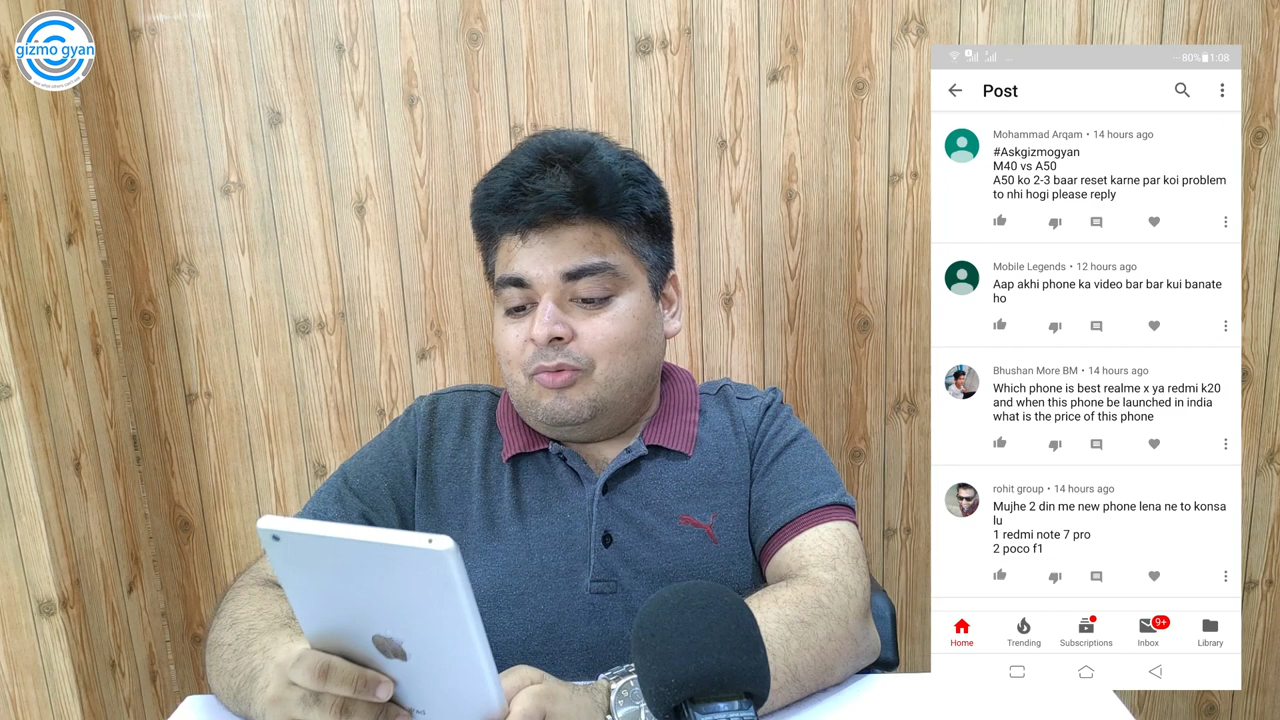 gizmo gyan
80% 1:08
Post
Mohammad Arqam • 14 hours ago
#Askgizmogyan
M40 vs A50
A50 ko 2-3 baar reset karne par koi problem
to nhi hogi please reply
Mobile Legends • 12 hours ago
Aap akhi phone ka video bar bar kui banate
ho
Bhushan More BM • 14 hours ago
Which phone is best realme x ya redmi k20
and when this phone be launched in india
what is the price of this phone
rohit group • 14 hours ago
Mujhe 2 din me new phone lena ne to konsa
lu
1 redmi note 7 pro
2 poco f1
9+
Home Trending Subscriptions Inbox Library